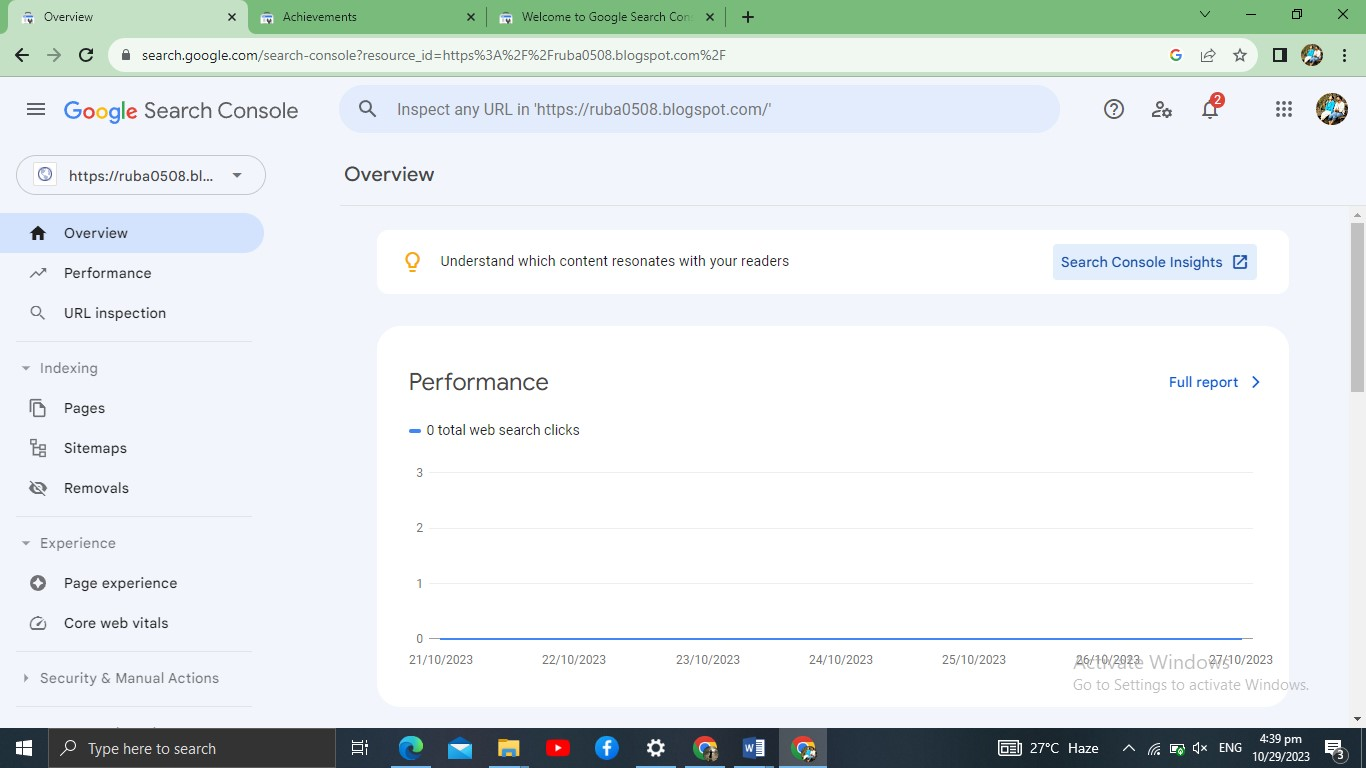 Overview
Achievements
Welcome to Google Search Con
search.google.com/search-console?resource_id=https%3A%2F%2Fruba0508.blogspot.com%2F
Google Search Console
Inspect any URL in 'https://ruba0508.blogspot.com/'
2
https://ruba0508.bl...
Overview
Overview
Performance
URL inspection
Indexing
Pages
Sitemaps
Removals
Experience
Page experience
Core web vitals
Security & Manual Actions
Understand which content resonates with your readers
Search Console Insights
Performance
Full report
0 total web search clicks
3
2
1
0
21/10/2023 22/10/2023 23/10/2023 24/10/2023 25/10/2023 26/10/2023 27/10/2023
Activate Windows
Go to Settings to activate Windows.
Type here to search
27°C Haze
ENG
4:39 pm
10/29/2023
3